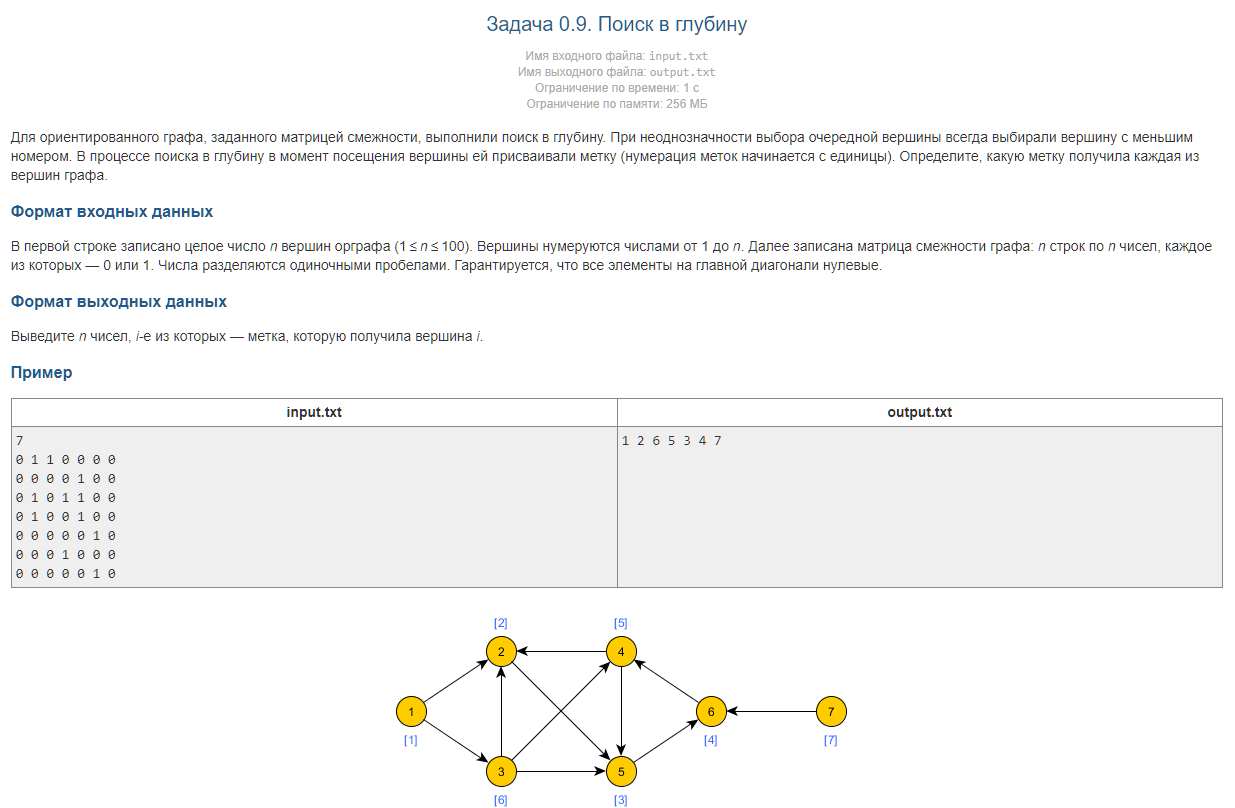 Задача 0.9. Поиск в глубину
Имя входного файла: input.txt
Имя выходного файла: output.txt
Ограничение по времени: 1 с
Ограничение по памяти: 256 МБ
Для ориентированного графа, заданного матрицей смежности, выполнили поиск в глубину. При неоднозначности выбора очередной вершины всегда выбирали вершину с меньшим
номером. В процессе поиска в глубину в момент посещения вершины ей присваивали метку (нумерация меток начинается с единицы). Определите, какую метку получила каждая из
вершин графа.
Формат входных данных
В первой строке записано целое число n вершин орграфа (1 ≤ n ≤ 100). Вершины нумеруются числами от 1 до n. Далее записана матрица смежности графа: n строк по n чисел, каждое
из которых — 0 или 1. Числа разделяются одиночными пробелами. Гарантируется, что все элементы на главной диагонали нулевые.
Формат выходных данных
Выведите n чисел, i-е из которых — метка, которую получила вершина i.
Пример
input.txt output.txt
7 1 2 6 5 3 4 7
0 1 1 0 0 0 0
0 0 0 0 1 0 0
0 1 0 1 1 0 0
0 1 0 0 1 0 0
0 0 0 0 0 1 0
0 0 0 1 0 0 0
0 0 0 0 0 1 0
[2] [5]
2 4
1 6 7
[1] [4] [7]
3 5
[6] [3]